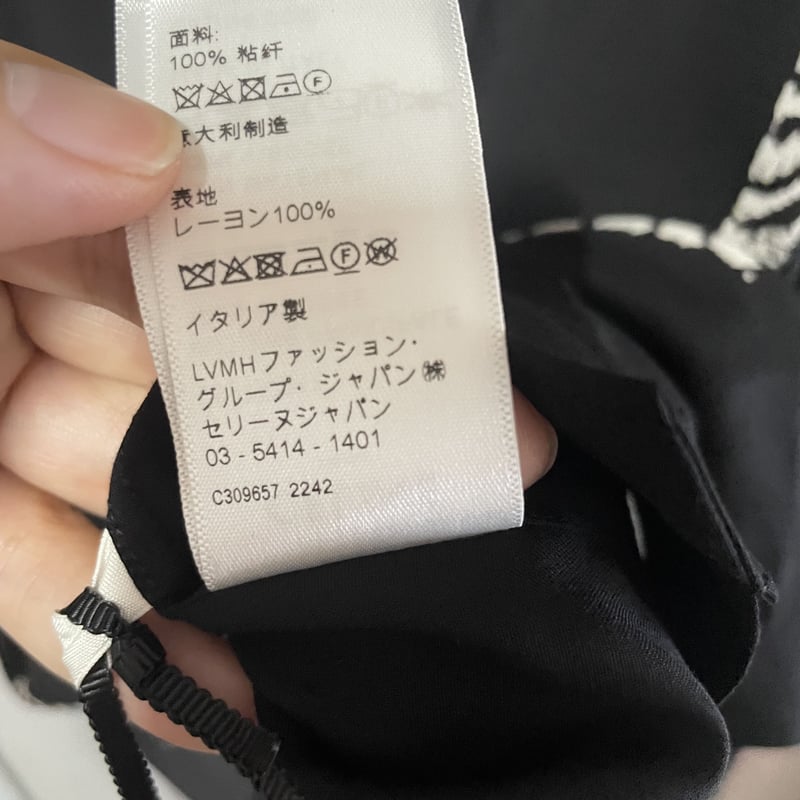 面料:
100% 粘纤
意大利制造
表地
レーヨン100%
イタリア製
LVMHファッション・
グループ・ジャパン㈱
セリーヌジャパン
03 - 5414 - 1401
C309657 2242